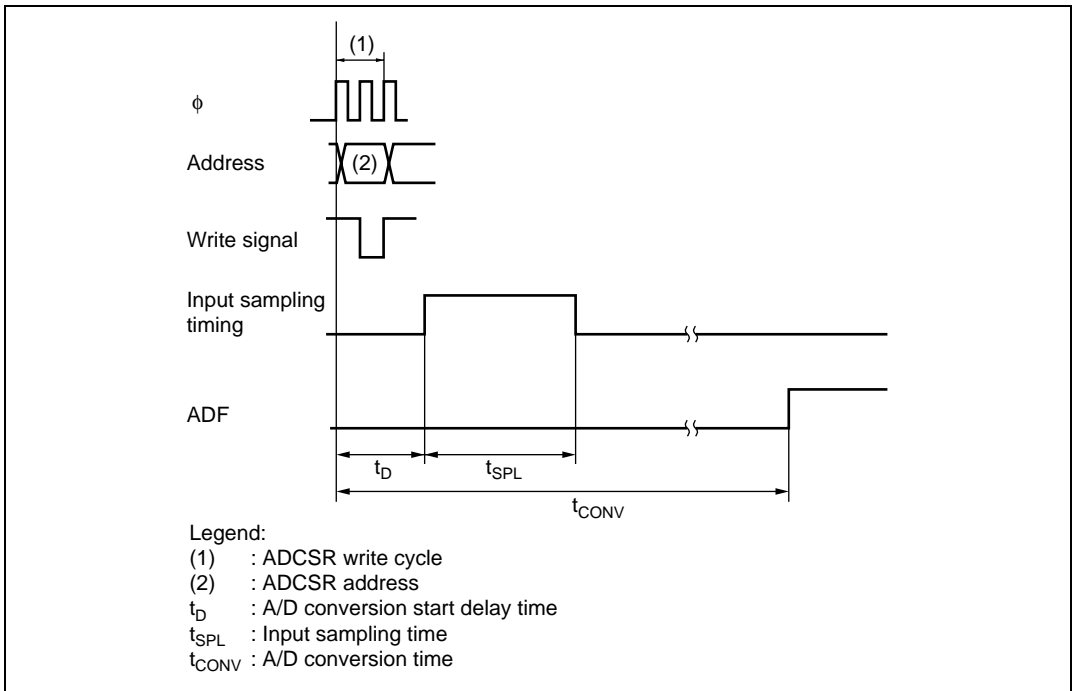 (1)
ϕ
Address
(2)
Write signal
Input sampling
timing
ADF
tD
tSPL
tCONV
Legend:
(1) : ADCSR write cycle
(2) : ADCSR address
tD : A/D conversion start delay time
tSPL : Input sampling time
tCONV : A/D conversion time